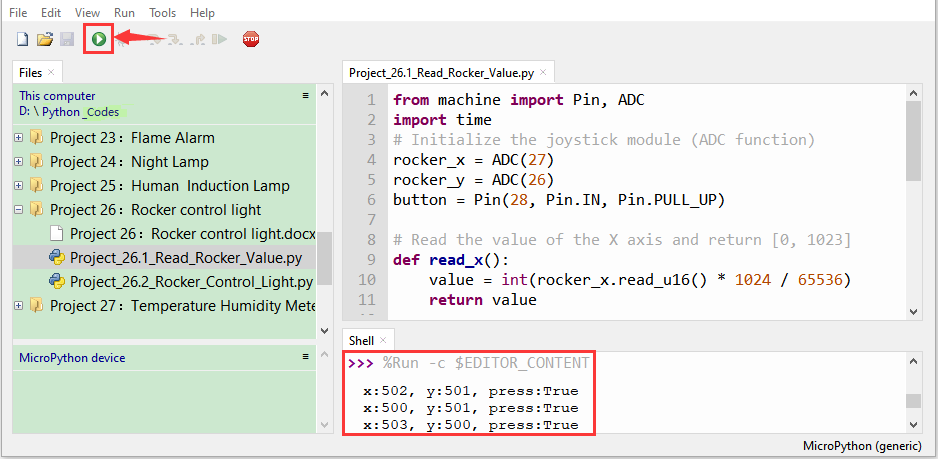 File Edit View Run Tools Help
STOP
Files ×
This computer
D: \ Python _Codes
Project 23：Flame Alarm
Project 24：Night Lamp
Project 25：Human  Induction Lamp
Project 26：Rocker control light
Project 26：Rocker control light.docx
Project_26.1_Read_Rocker_Value.py
Project_26.2_Rocker_Control_Light.py
Project 27：Temperature Humidity Mete
MicroPython device
Project_26.1_Read_Rocker_Value.py ×
1 from machine import Pin, ADC
2 import time
3 # Initialize the joystick module (ADC function)
4 rocker_x = ADC(27)
5 rocker_y = ADC(26)
6 button = Pin(28, Pin.IN, Pin.PULL_UP)
7
8 # Read the value of the X axis and return [0, 1023]
9 def read_x():
10     value = int(rocker_x.read_u16() * 1024 / 65536)
11     return value
Shell ×
>>> %Run -c $EDITOR_CONTENT
x:502, y:501, press:True
x:500, y:501, press:True
x:503, y:500, press:True
MicroPython (generic)